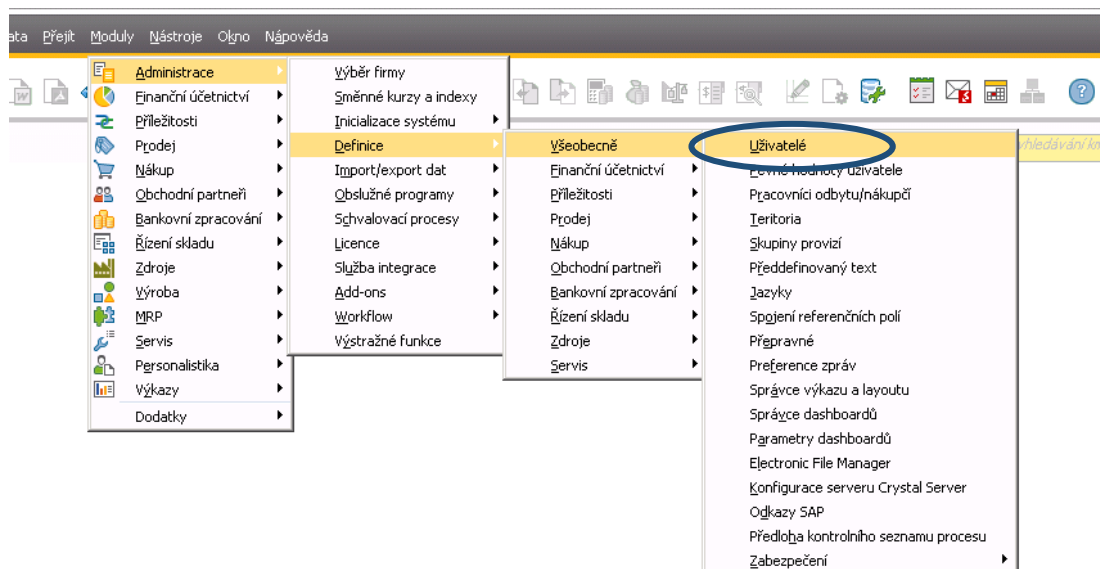 ata Přejít Moduly Nástroje Okno Nápověda
Administrace
Finanční účetnictví
Příležitosti
Prodej
Nákup
Obchodní partneři
Bankovní zpracování
Řízení skladu
Zdroje
Výroba
MRP
Servis
Personalistika
Výkazy
Dodatky
Výběr firmy
Směnné kurzy a indexy
Inicializace systému
Definice
Import/export dat
Obslužné programy
Schvalovací procesy
Licence
Služba integrace
Add-ons
Workflow
Výstražné funkce
Všeobecně
Finanční účetnictví
Příležitosti
Prodej
Nákup
Obchodní partneři
Bankovní zpracování
Řízení skladu
Zdroje
Servis
Uživatelé
Pevné hodnoty uživatele
Pracovníci odbytu/nákupčí
Teritoria
Skupiny provizí
Předdefinovaný text
Jazyky
Spojení referenčních polí
Přepravné
Preference zpráv
Správce výkazu a layoutu
Správce dashboardů
Parametry dashboardů
Electronic File Manager
Konfigurace serveru Crystal Server
Odkazy SAP
Předloha kontrolního seznamu procesu
Zabezpečení
vhledávání